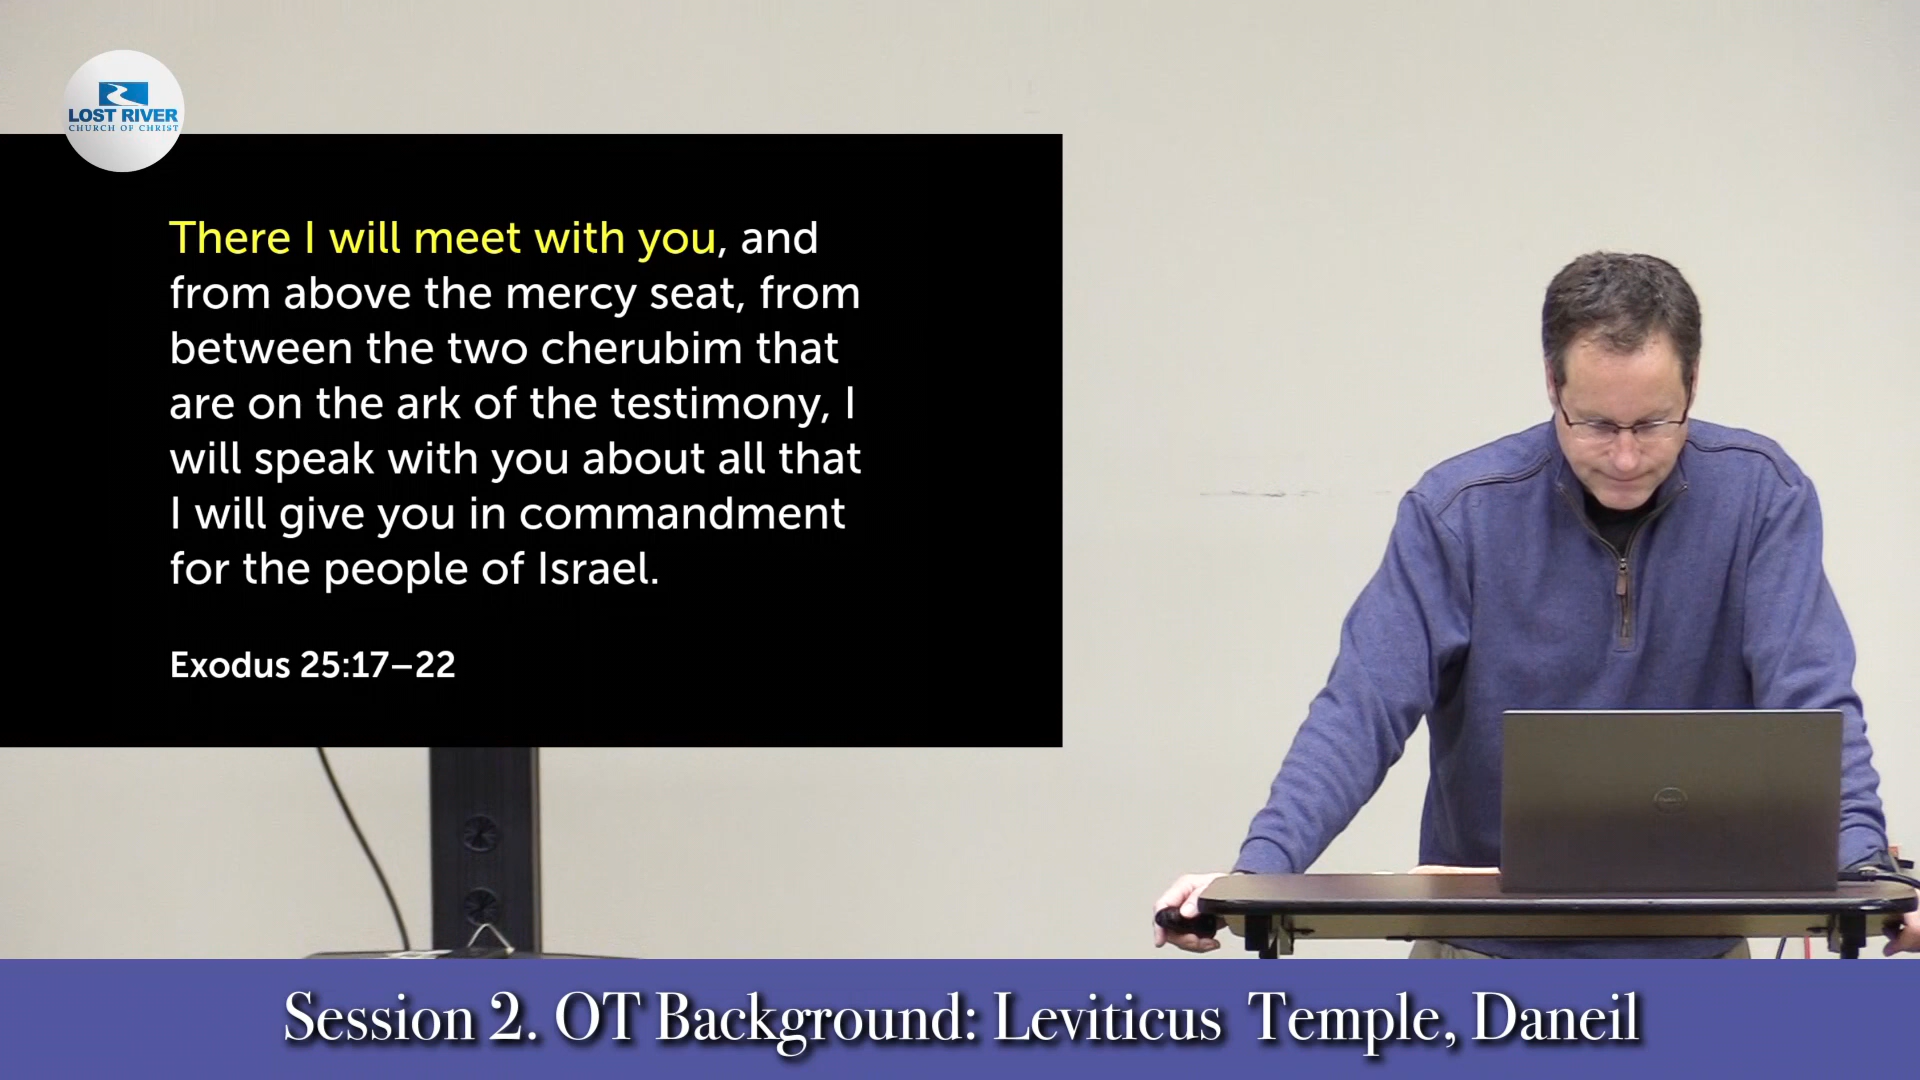 LOST RIVER
CHURCH OF CHRIST
There I will meet with you, and
from above the mercy seat, from
between the two cherubim that
are on the ark of the testimony, I
will speak with you about all that
I will give you in commandment
for the people of Israel.
Exodus 25:17–22
Session 2. OT Background: Leviticus Temple, Daneil